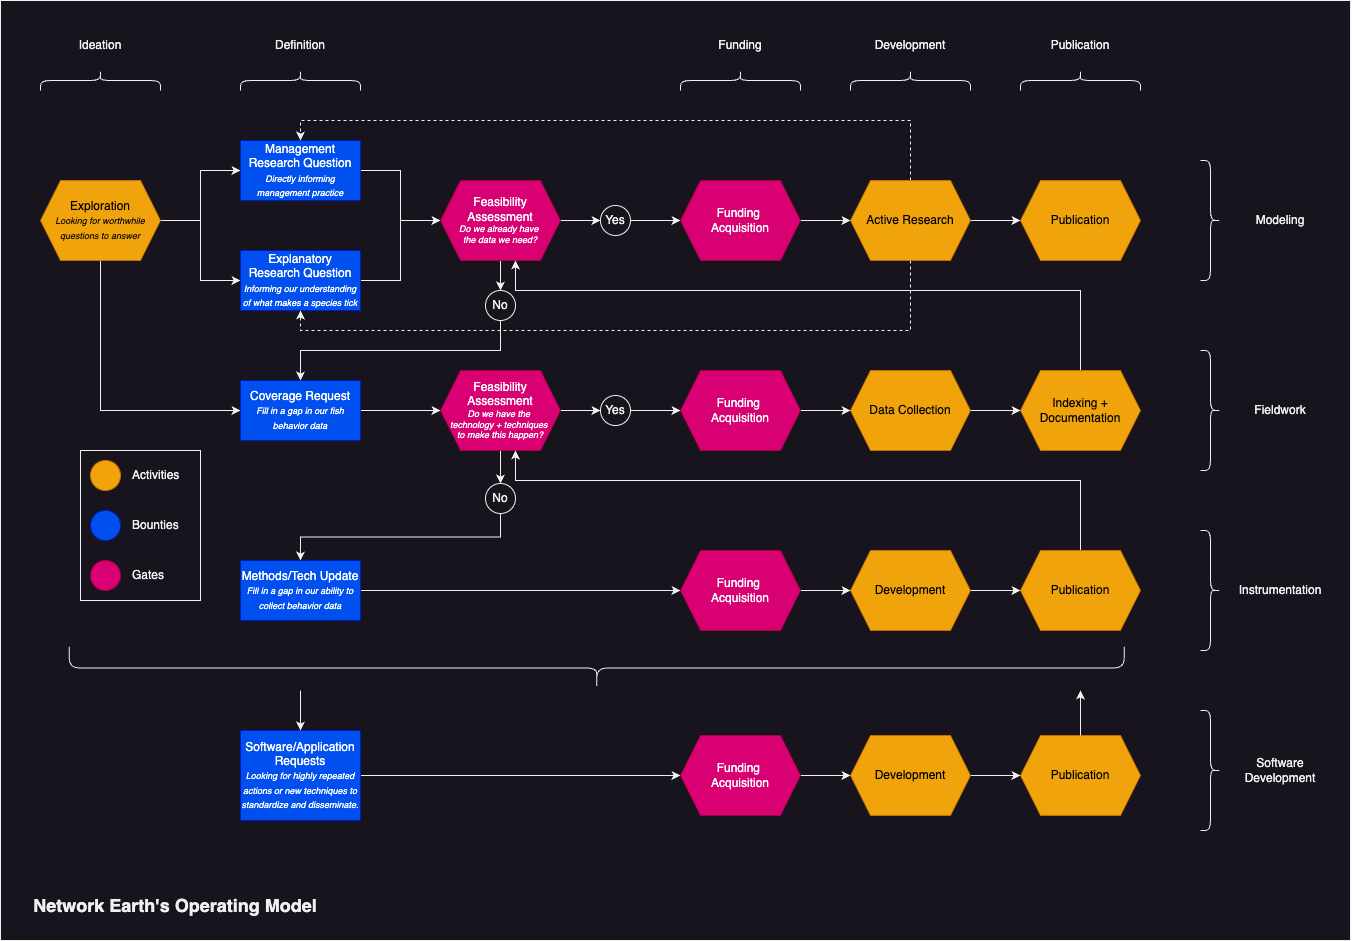 Ideation
Definition
Funding
Development
Publication
Management
Research Question
Directly informing
management practice
Exploration
Looking for worthwhile
questions to answer
Feasibility
Assessment
Do we already have
the data we need?
Yes
Funding
Acquisition
Active Research
Publication
Modeling
Explanatory
Research Question
Informing our understanding
of what makes a species tick
No
Coverage Request
Fill in a gap in our fish
behavior data
Feasibility
Assessment
Do we have the
technology + techniques
to make this happen?
Yes
Funding
Acquisition
Data Collection
Indexing +
Documentation
Fieldwork
Activities
Bounties
Gates
No
Methods/Tech Update
Fill in a gap in our ability to
collect behavior data
Funding
Acquisition
Development
Publication
Instrumentation
Software/Application
Requests
Looking for highly repeated
actions or new techniques to
standardize and disseminate.
Funding
Acquisition
Development
Publication
Software
Development
Network Earth's Operating Model